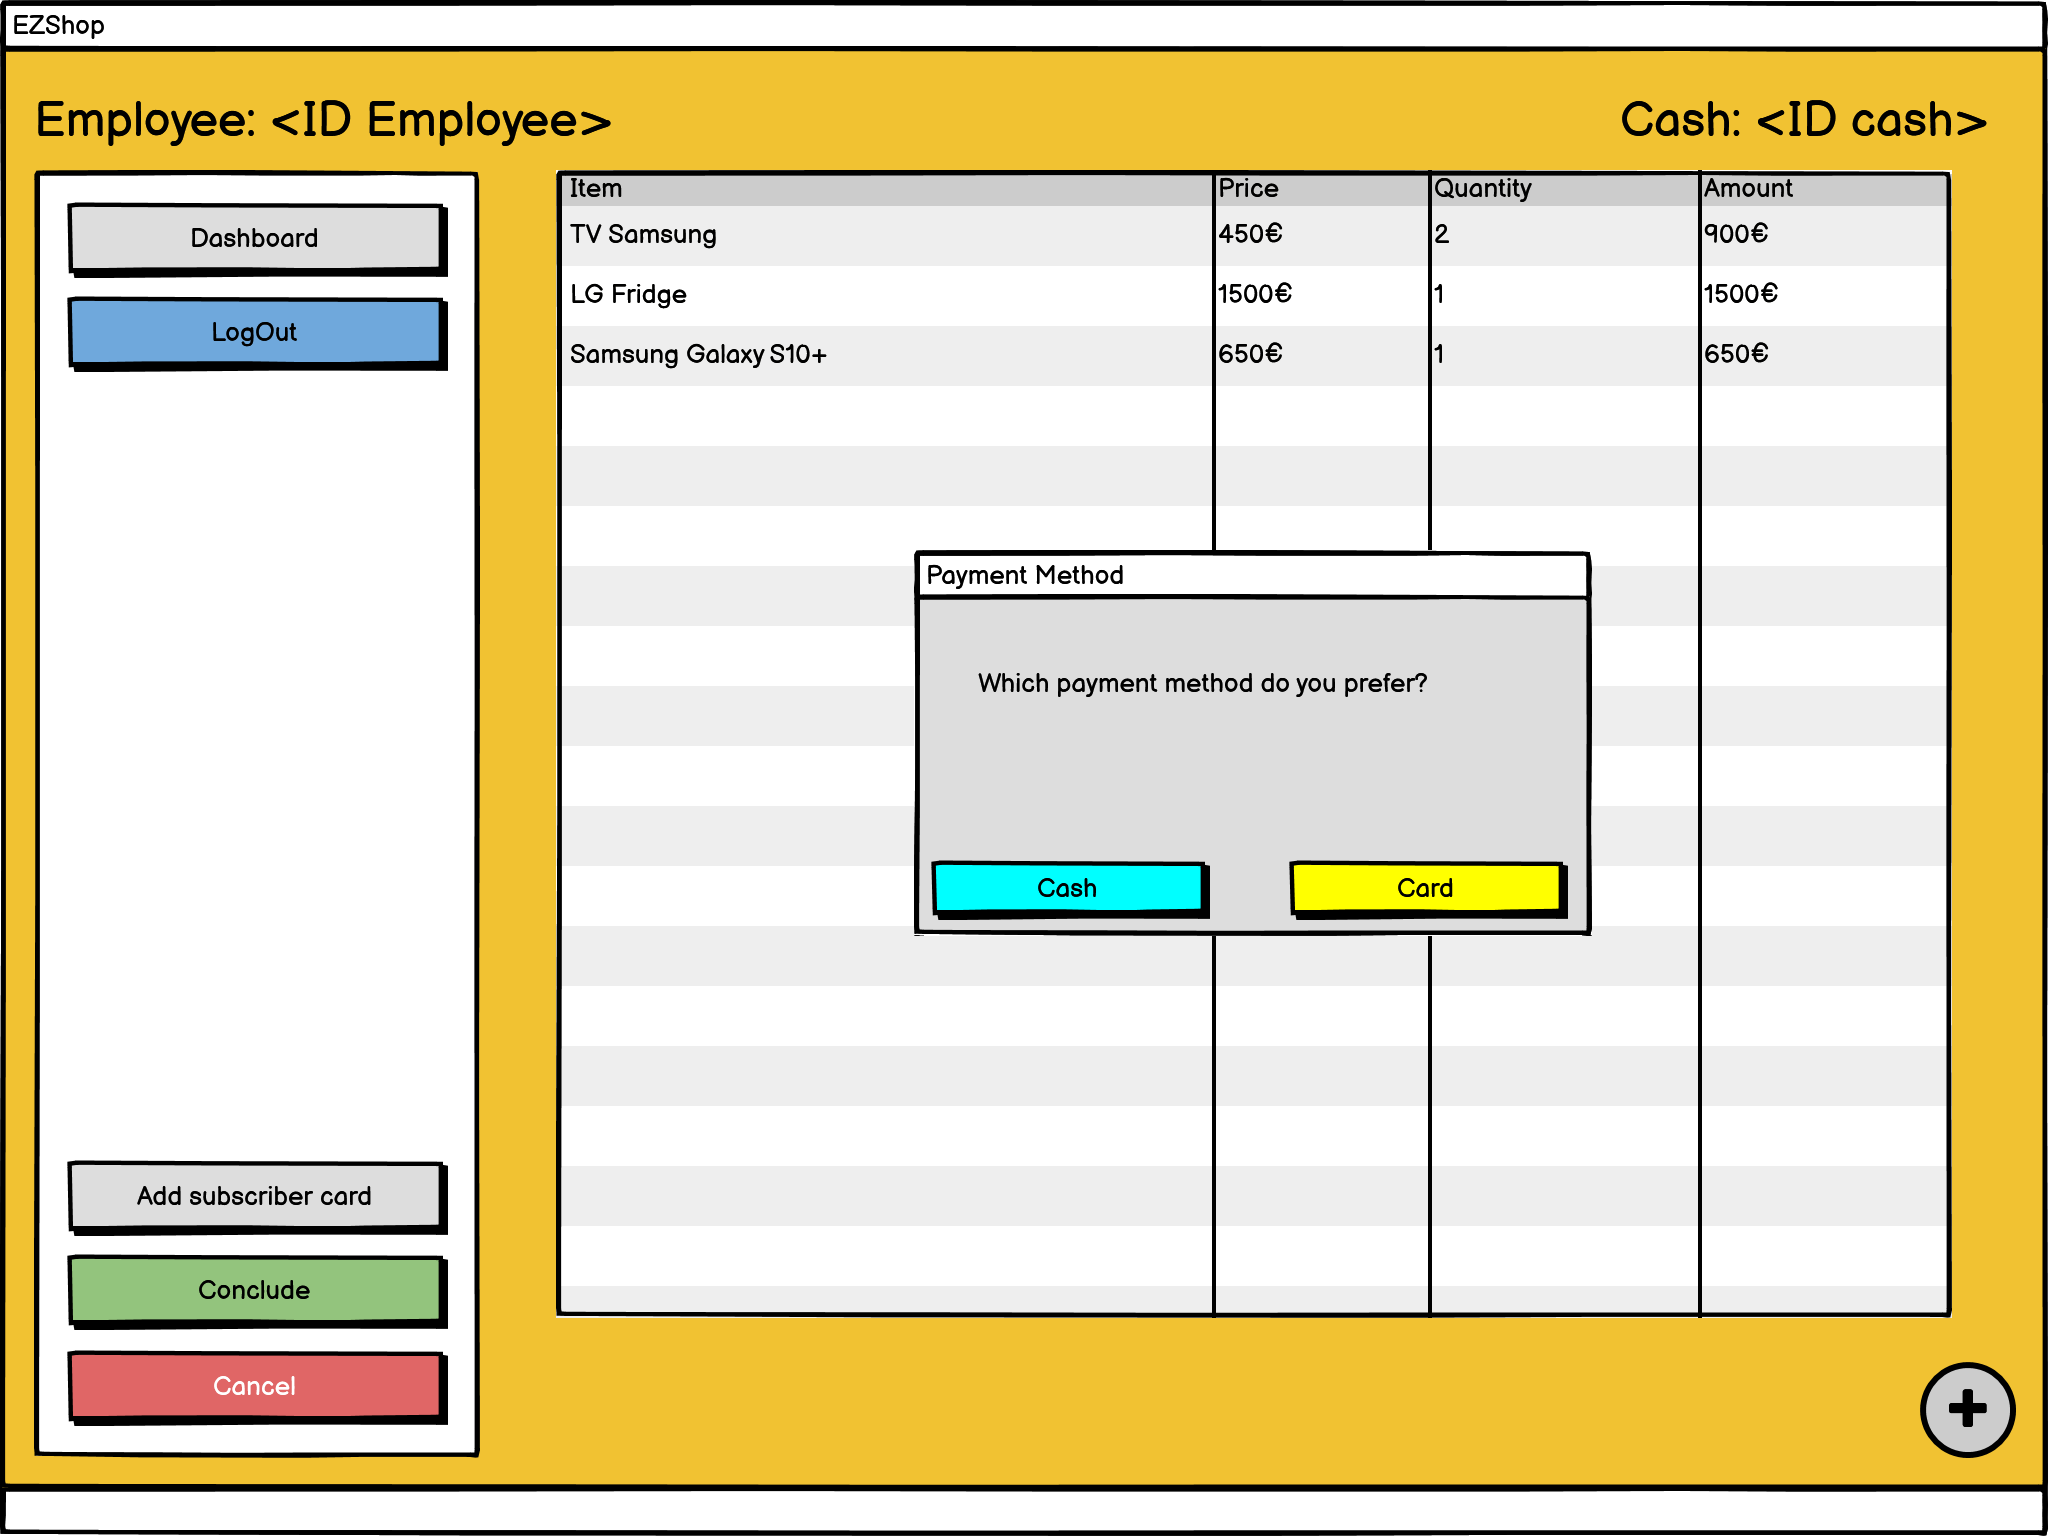 EZShop
Employee: <ID Employee>
Cash: <ID cash>
Dashboard
LogOut
Item Price Quantity Amount
TV Samsung 450€ 2 900€
LG Fridge 1500€ 1 1500€
Samsung Galaxy S10+ 650€ 1 650€
Payment Method
Which payment method do you prefer?
Cash Card
Add subscriber card
Conclude
Cancel